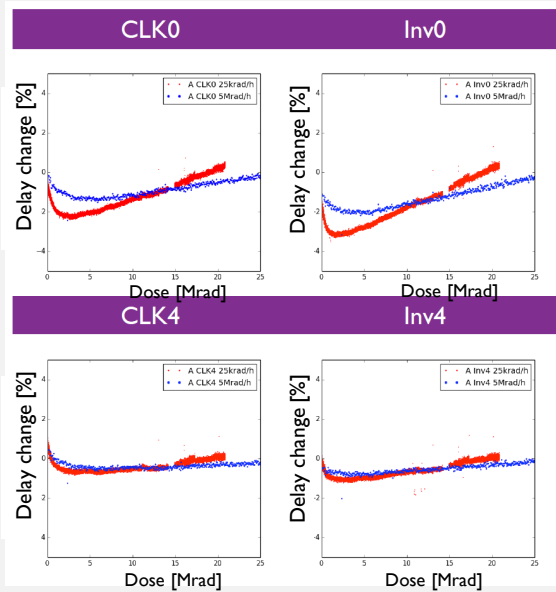 CLK0 Inv0
Delay change [%]
4
2
0
−2
−4
A CLK0 25krad/h
A CLK0 5Mrad/h
0 5 10 15 20 25
Dose [Mrad]
Delay change [%]
4
2
0
−2
−4
A Inv0 25krad/h
A Inv0 5Mrad/h
0 5 10 15 20 25
Dose [Mrad]
CLK4 Inv4
Delay change [%]
4
2
0
2
4
A CLK4 25krad/h
A CLK4 5Mrad/h
0 5 10 15 20 25
Dose [Mrad]
Delay change [%]
4
2
0
2
4
A Inv4 25krad/h
A Inv4 5Mrad/h
0 5 10 15 20 25
Dose [Mrad]